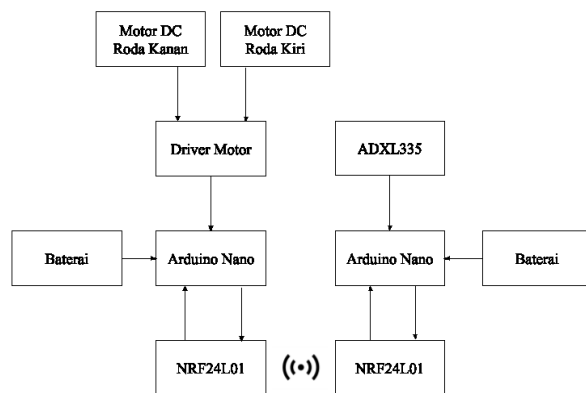 Motor DC
Roda Kanan
Motor DC
Roda Kiri
Driver Motor
ADXL335
Baterai
Arduino Nano
Arduino Nano
Baterai
NRF24L01
NRF24L01